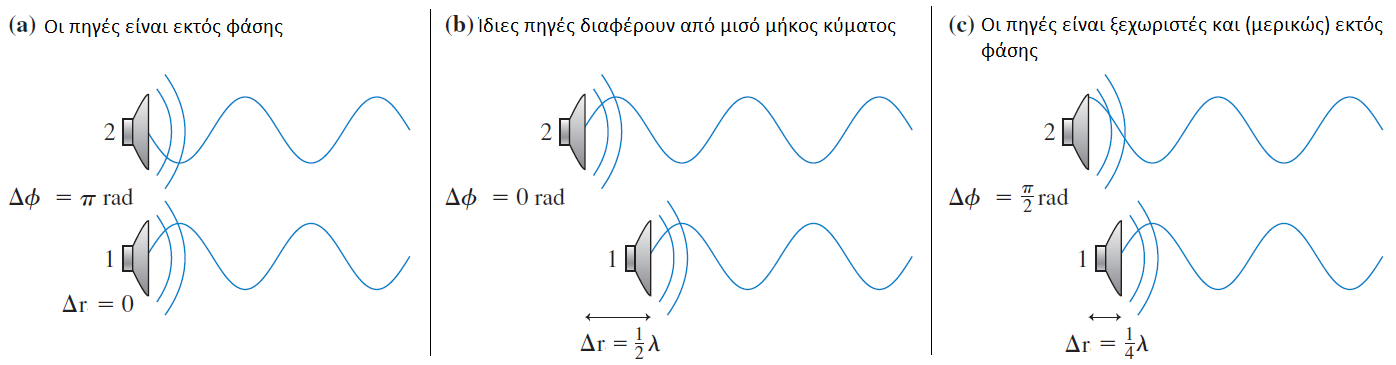 (a) Οι πηγές είναι εκτός φάσης
2
Δϕ = π rad
1
Δr = 0
(b) Ίδιες πηγές διαφέρουν από μισό μήκος κύματος
2
Δϕ = 0 rad
1
Δr = 1/2 λ
(c) Οι πηγές είναι ξεχωριστές και (μερικώς) εκτός
φάσης
2
Δϕ = π/2 rad
1
Δr = 1/4 λ